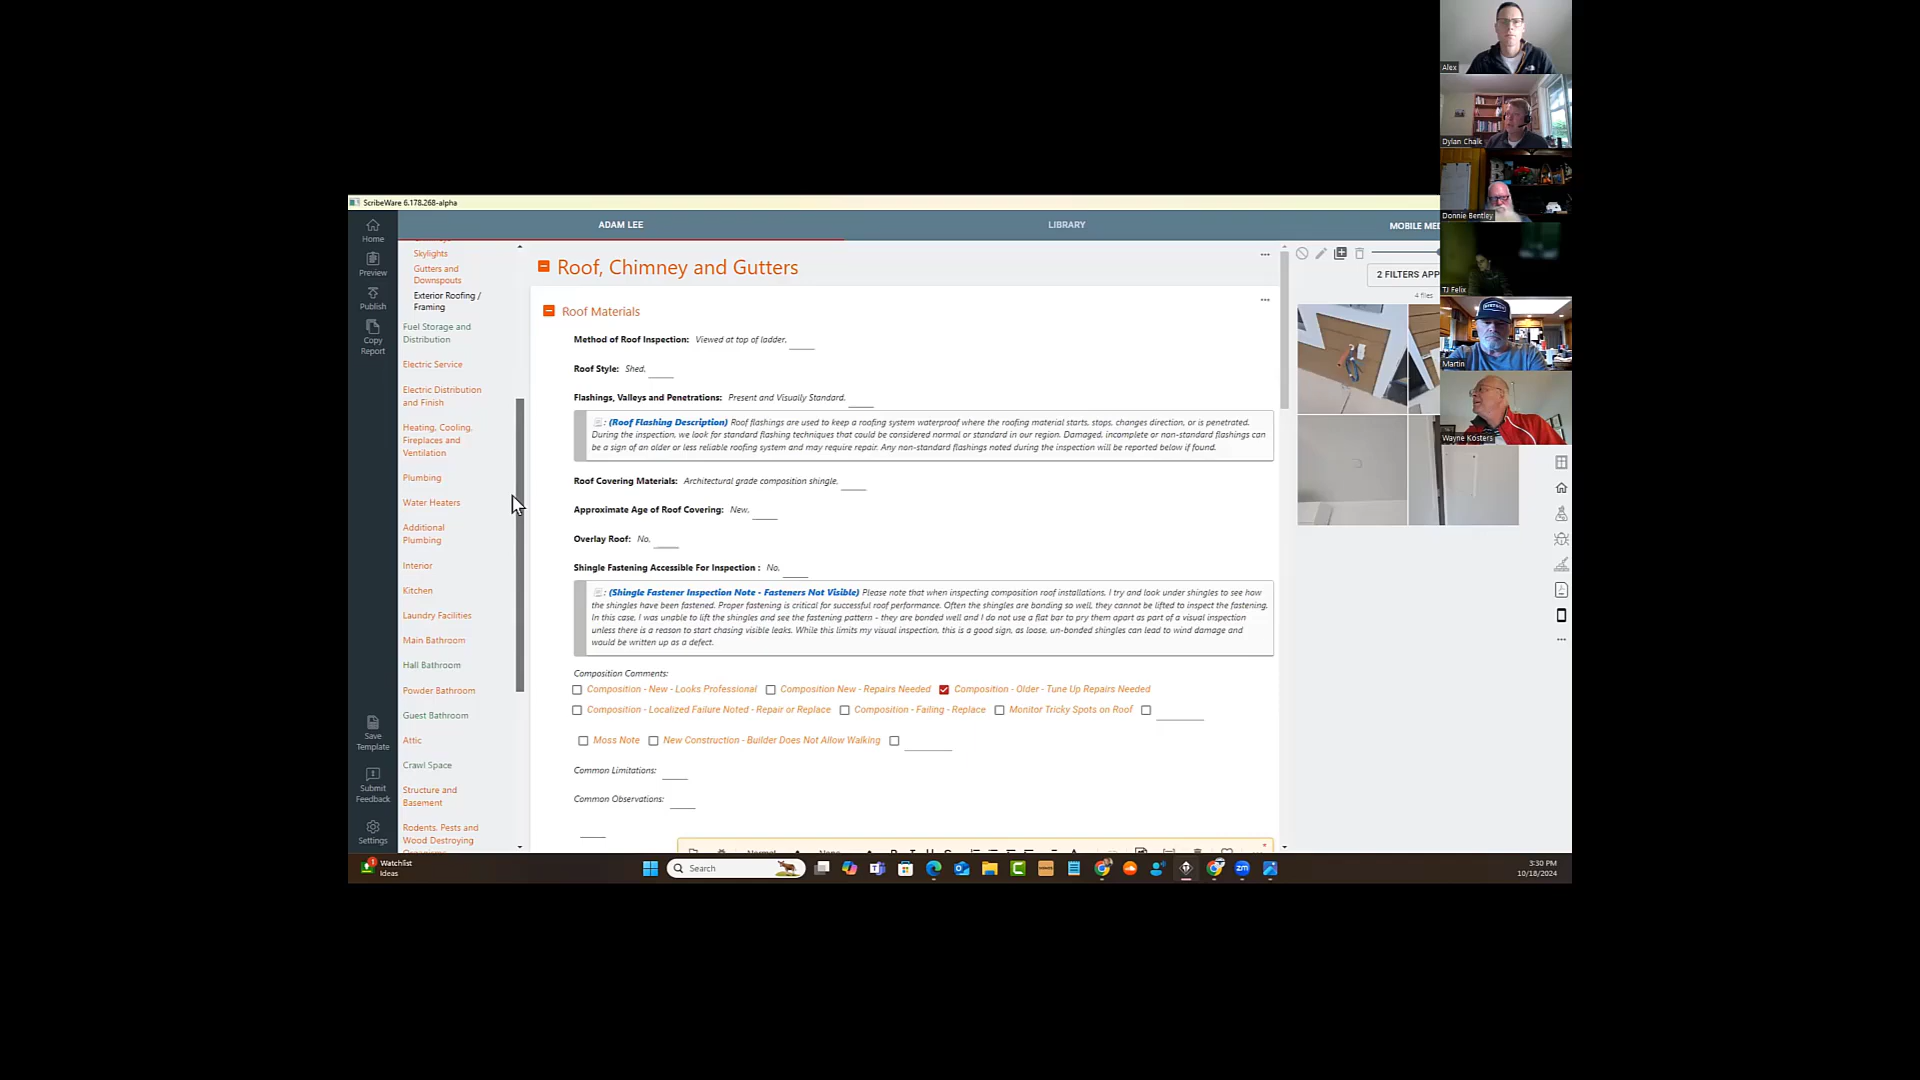 Alex
Dylan Chalk
Donnie Bentley
TJ Felix
Martin
Wayne Kosters
ScribeWare 6.178.268-alpha
ADAM LEE
LIBRARY
MOBILE MED
Home
Preview
Publish
Copy
Report
Save
Template
Submit
Feedback
Settings
Skylights
Gutters and
Downspouts
Exterior Roofing /
Framing
Fuel Storage and
Distribution
Electric Service
Electric Distribution
and Finish
Heating, Cooling,
Fireplaces and
Ventilation
Plumbing
Water Heaters
Additional
Plumbing
Interior
Kitchen
Laundry Facilities
Main Bathroom
Hall Bathroom
Powder Bathroom
Guest Bathroom
Attic
Crawl Space
Structure and
Basement
Rodents, Pests and
Wood Destroying
Roof, Chimney and Gutters
Roof Materials
Method of Roof Inspection: Viewed at top of ladder.
Roof Style: Shed.
Flashings, Valleys and Penetrations: Present and Visually Standard.
: (Roof Flashing Description) Roof flashings are used to keep a roofing system waterproof where the roofing material starts, stops, changes direction, or is penetrated.
During the inspection, we look for standard flashing techniques that could be considered normal or standard in our region. Damaged, incomplete or non-standard flashings can
be a sign of an older or less reliable roofing system and may require repair. Any non-standard flashings noted during the inspection will be reported below if found.
Roof Covering Materials: Architectural grade composition shingle.
Approximate Age of Roof Covering: New.
Overlay Roof: No.
Shingle Fastening Accessible For Inspection : No.
: (Shingle Fastener Inspection Note - Fasteners Not Visible) Please note that when inspecting composition roof installations, I try and look under shingles to see how
the shingles have been fastened. Proper fastening is critical for successful roof performance. Often the shingles are bonding so well, they cannot be lifted to inspect the fastening.
In this case, I was unable to lift the shingles and see the fastening pattern - they are bonded well and I do not use a flat bar to pry them apart as part of a visual inspection
unless there is a reason to start chasing visible leaks. While this limits my visual inspection, this is a good sign, as loose, un-bonded shingles can lead to wind damage and
would be written up as a defect.
Composition Comments:
Composition - New - Looks Professional Composition New - Repairs Needed Composition - Older - Tune Up Repairs Needed
Composition - Localized Failure Noted - Repair or Replace Composition - Failing - Replace Monitor Tricky Spots on Roof
Moss Note New Construction - Builder Does Not Allow Walking
Common Limitations:
Common Observations:
2 FILTERS APP
4 files
Watchlist
Ideas
Search
3:30 PM
10/18/2024